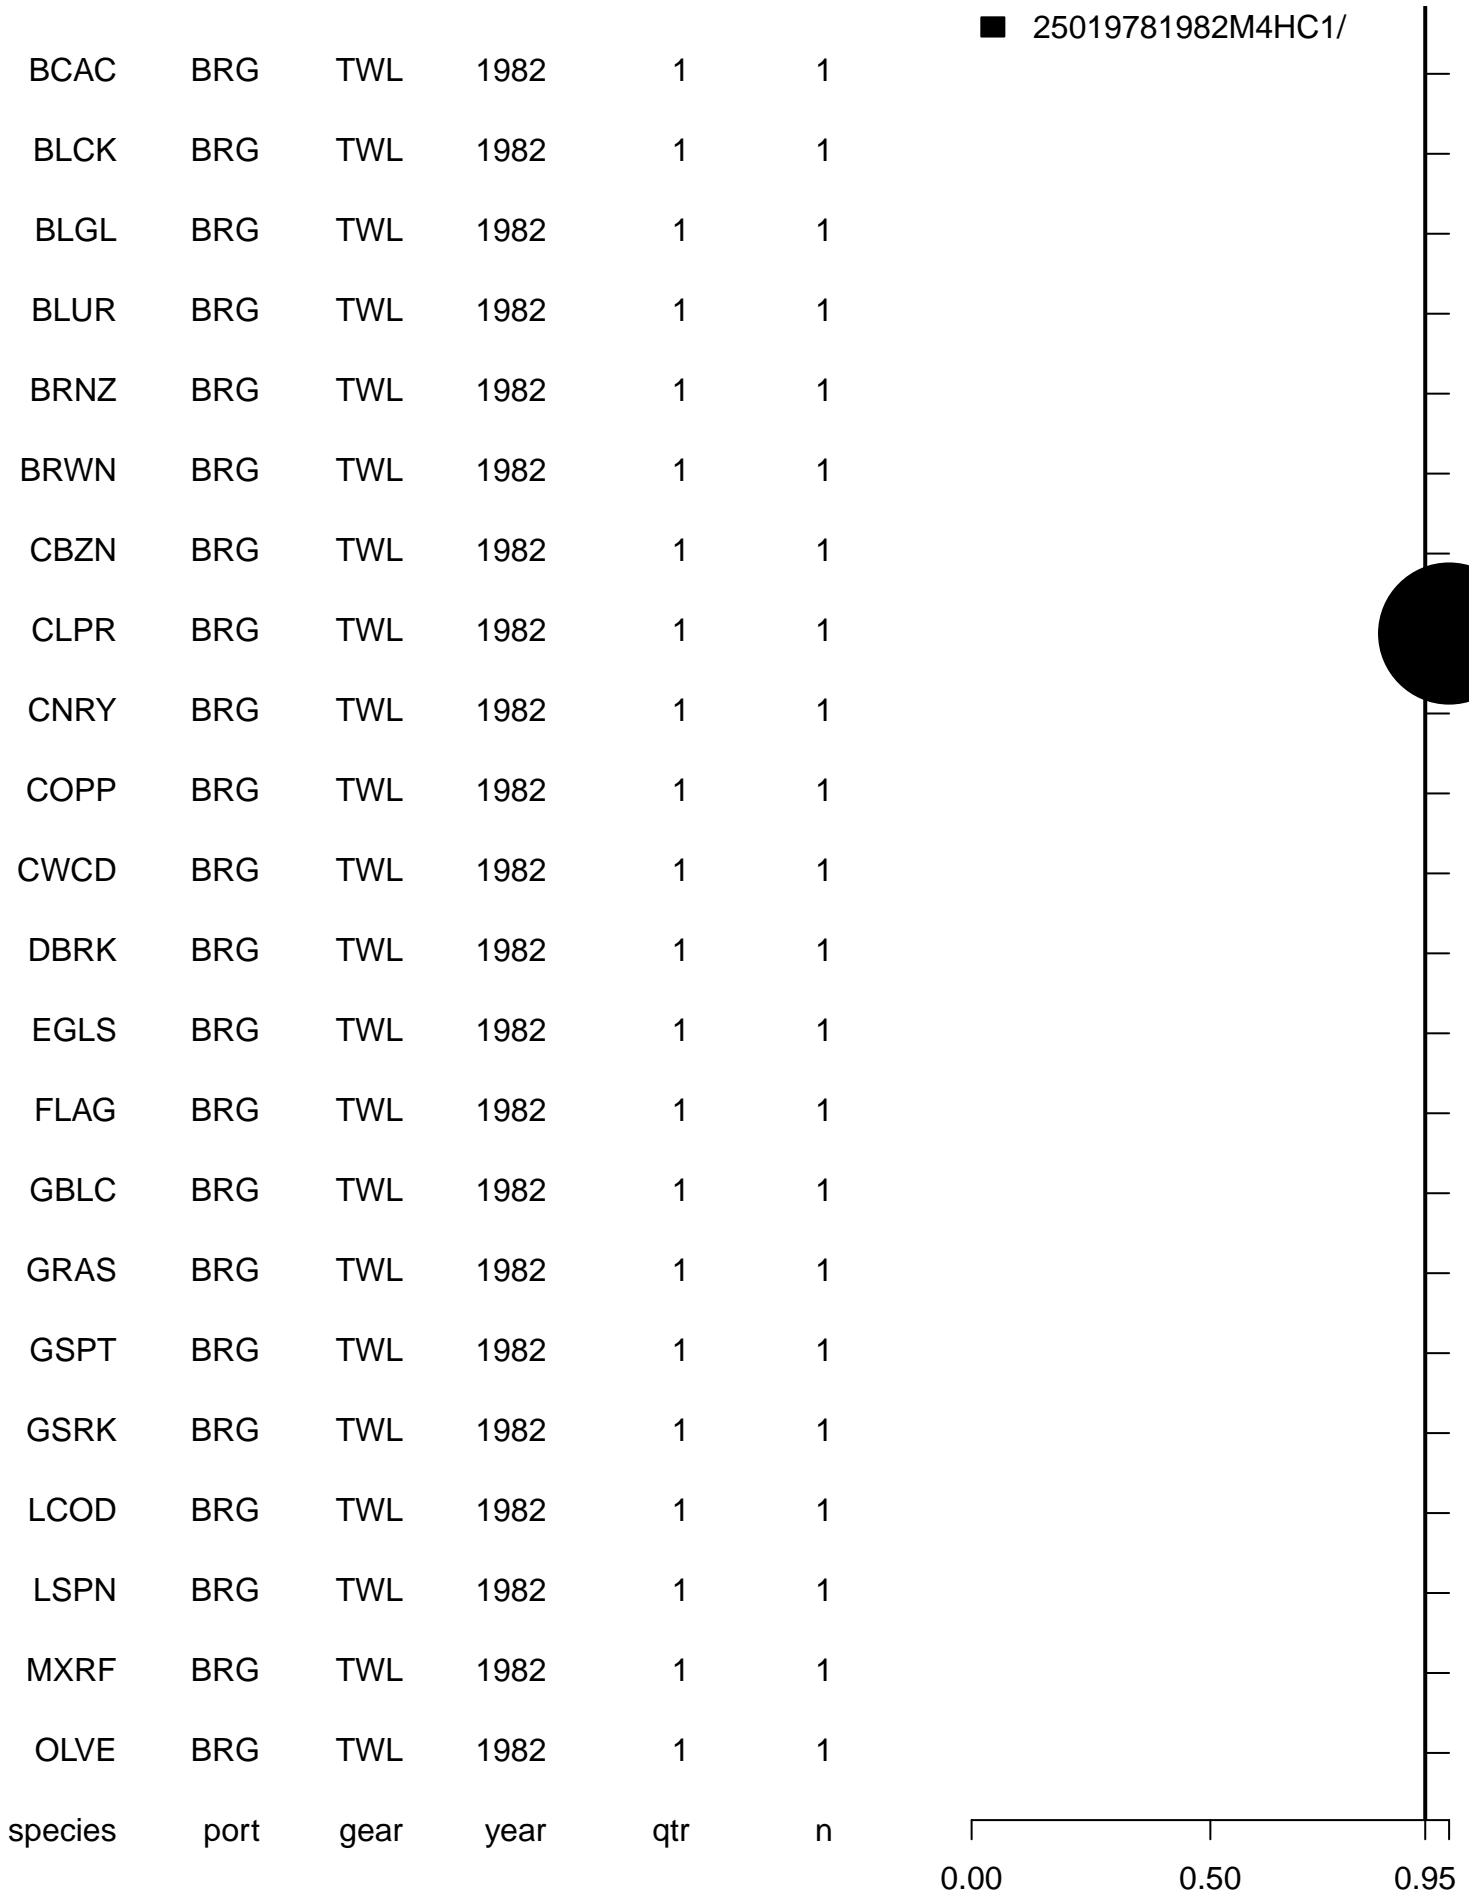 25019781982M4HC1/
BCAC BRG TWL 1982 1 1
BLCK BRG TWL 1982 1 1
BLGL BRG TWL 1982 1 1
BLUR BRG TWL 1982 1 1
BRNZ BRG TWL 1982 1 1
BRWN BRG TWL 1982 1 1
CBZN BRG TWL 1982 1 1
CLPR BRG TWL 1982 1 1
CNRY BRG TWL 1982 1 1
COPP BRG TWL 1982 1 1
CWCD BRG TWL 1982 1 1
DBRK BRG TWL 1982 1 1
EGLS BRG TWL 1982 1 1
FLAG BRG TWL 1982 1 1
GBLC BRG TWL 1982 1 1
GRAS BRG TWL 1982 1 1
GSPT BRG TWL 1982 1 1
GSRK BRG TWL 1982 1 1
LCOD BRG TWL 1982 1 1
LSPN BRG TWL 1982 1 1
MXRF BRG TWL 1982 1 1
OLVE BRG TWL 1982 1 1
species port gear year qtr n
0.00 0.50 0.95